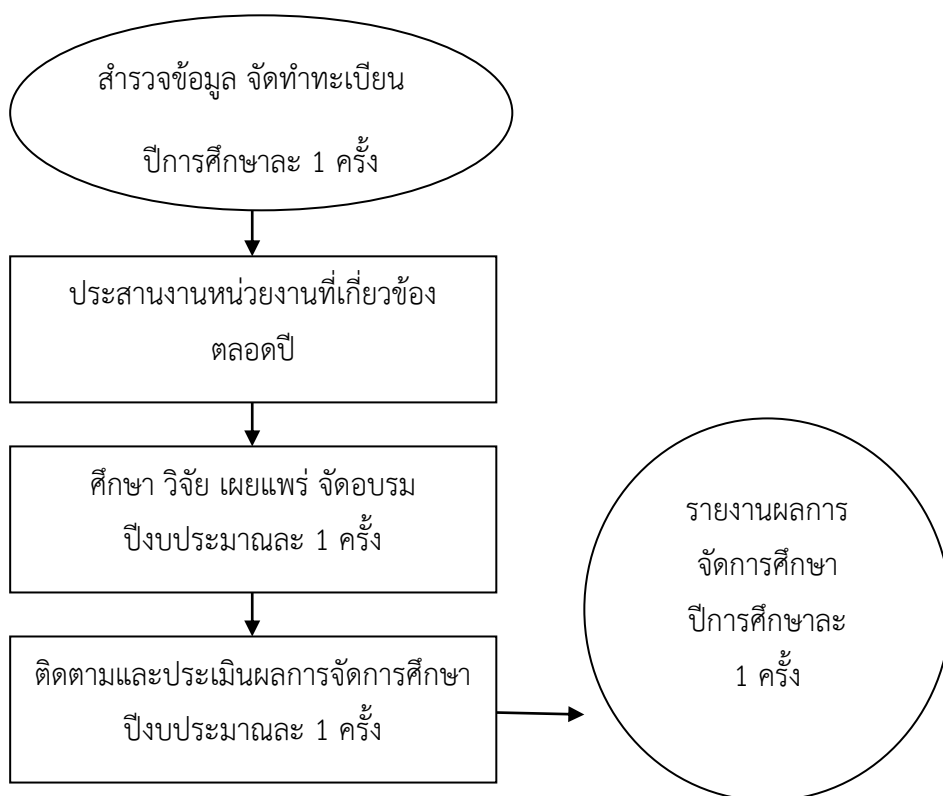 สำรวจข้อมูล จัดทำทะเบียน
ปีการศึกษาละ 1 ครั้ง
ประสานงานหน่วยงานที่เกี่ยวข้อง
ตลอดปี
ศึกษา วิจัย เผยแพร่ จัดอบรม
ปีงบประมาณละ 1 ครั้ง
ติดตามและประเมินผลการจัดการศึกษา
ปีงบประมาณละ 1 ครั้ง
รายงานผลการ
จัดการศึกษา
ปีการศึกษาละ
1 ครั้ง